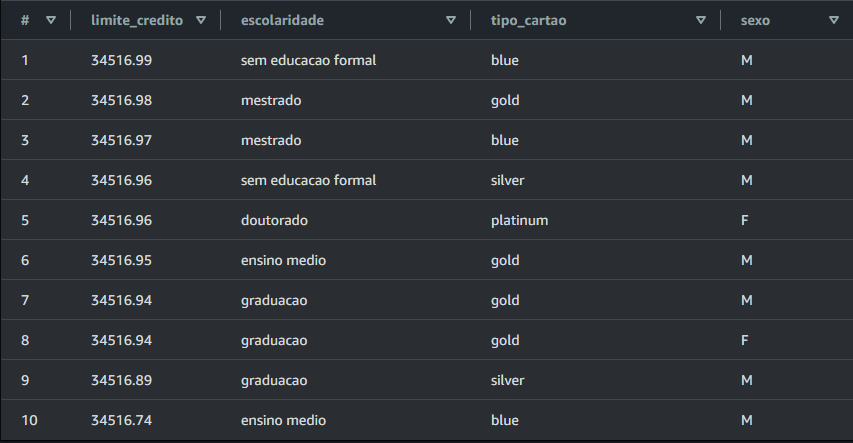 # limite_credito escolaridade tipo_cartao sexo
1 34516.99 sem educacao formal blue M
2 34516.98 mestrado gold M
3 34516.97 mestrado blue M
4 34516.96 sem educacao formal silver M
5 34516.96 doutorado platinum F
6 34516.95 ensino medio gold M
7 34516.94 graduacao gold M
8 34516.94 graduacao gold F
9 34516.89 graduacao silver M
10 34516.74 ensino medio blue M